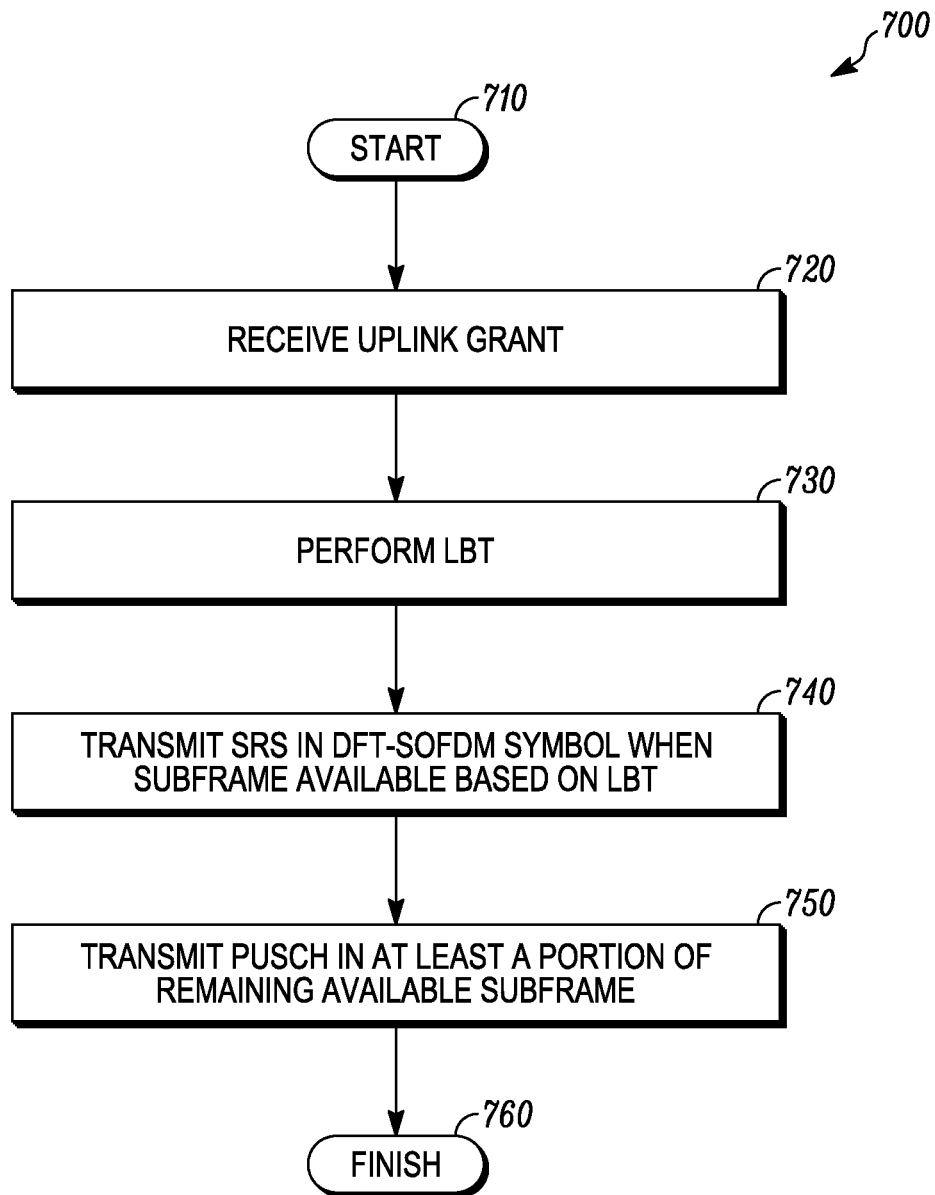 700
710
START
720
RECEIVE UPLINK GRANT
730
PERFORM LBT
740
TRANSMIT SRS IN DFT-SOFDM SYMBOL WHEN
SUBFRAME AVAILABLE BASED ON LBT
750
TRANSMIT PUSCH IN AT LEAST A PORTION OF
REMAINING AVAILABLE SUBFRAME
760
FINISH